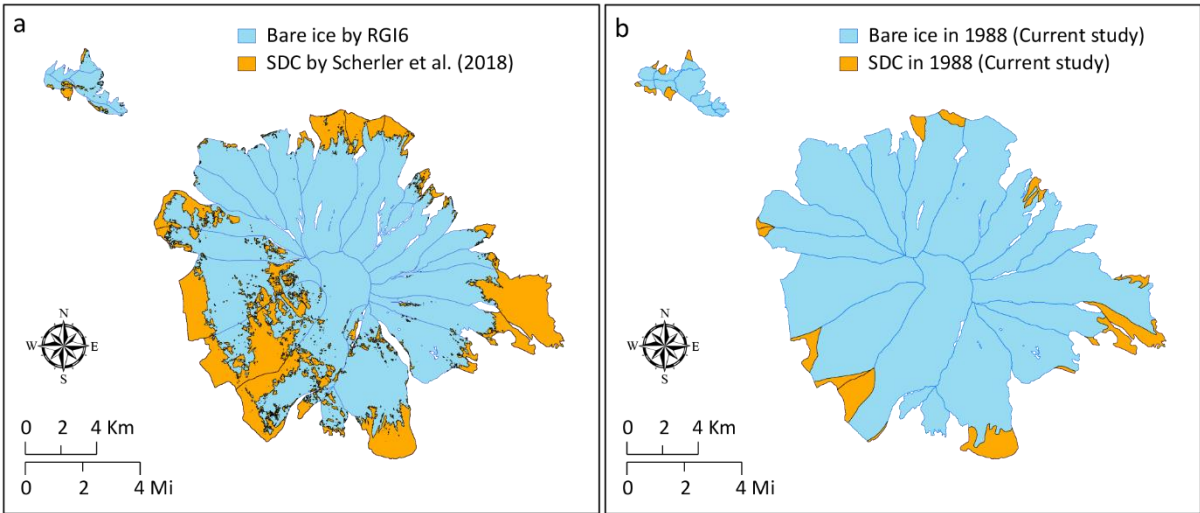 a
Bare ice by RGI6
SDC by Scherler et al. (2018)
N
W E
S
0 2 4 Km
0 2 4 Mi
b
Bare ice in 1988 (Current study)
SDC in 1988 (Current study)
N
W E
S
0 2 4 Km
0 2 4 Mi